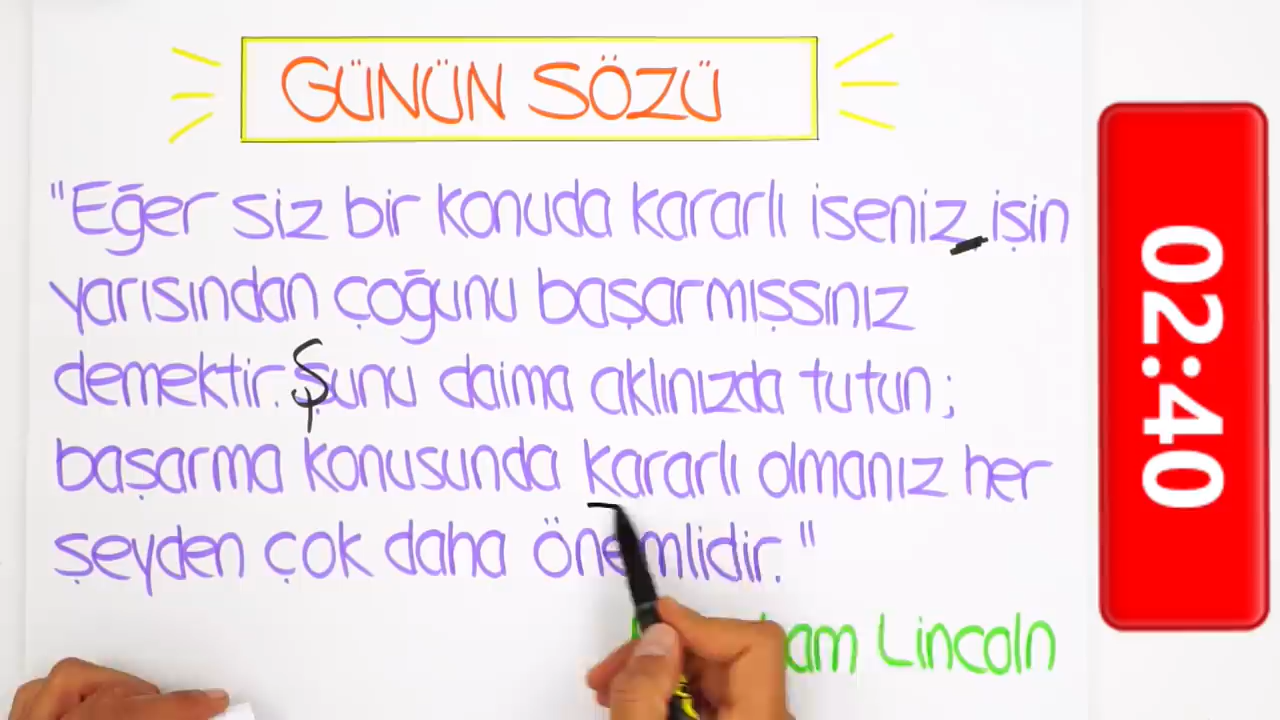 GÜNÜN SÖZÜ
"Eğer siz bir konuda kararlı iseniz işin
yarısından çoğunu başarmışsınız
demektir. Şunu daima aklınızda tutun;
başarma konusunda kararlı olmanız her
şeyden çok daha önemlidir."
Lincoln
02:40